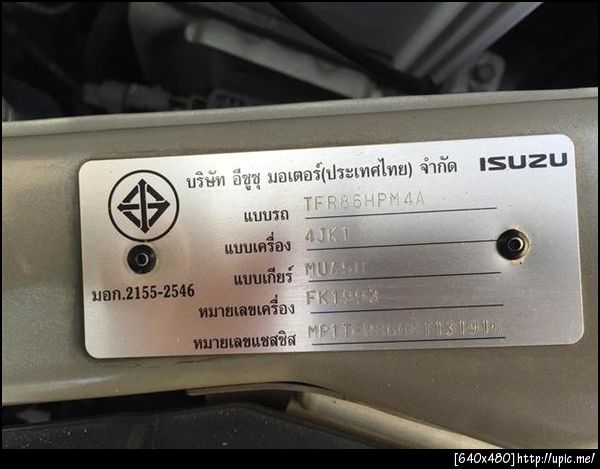 บริษัท อีซูซุ มอเตอร์(ประเทศไทย) จำกัด ISUZU
แบบรถ TFR86HPM4A
แบบเครื่อง 4JK1
แบบเกียร์
มอก.2155-2546
หมายเลขเครื่อง FK1993
หมายเลขแชสซิส
[640x480]http://upic.me/